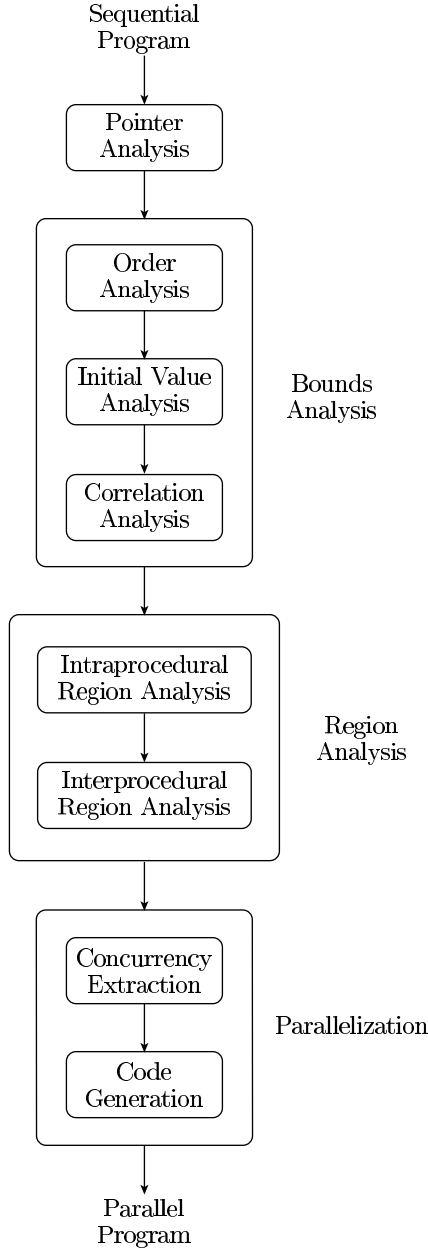 Sequential
Program
Pointer
Analysis
Order
Analysis
Initial Value
Analysis
Correlation
Analysis
Bounds
Analysis
Intraprocedural
Region Analysis
Interprocedural
Region Analysis
Region
Analysis
Concurrency
Extraction
Code
Generation
Parallelization
Parallel
Program